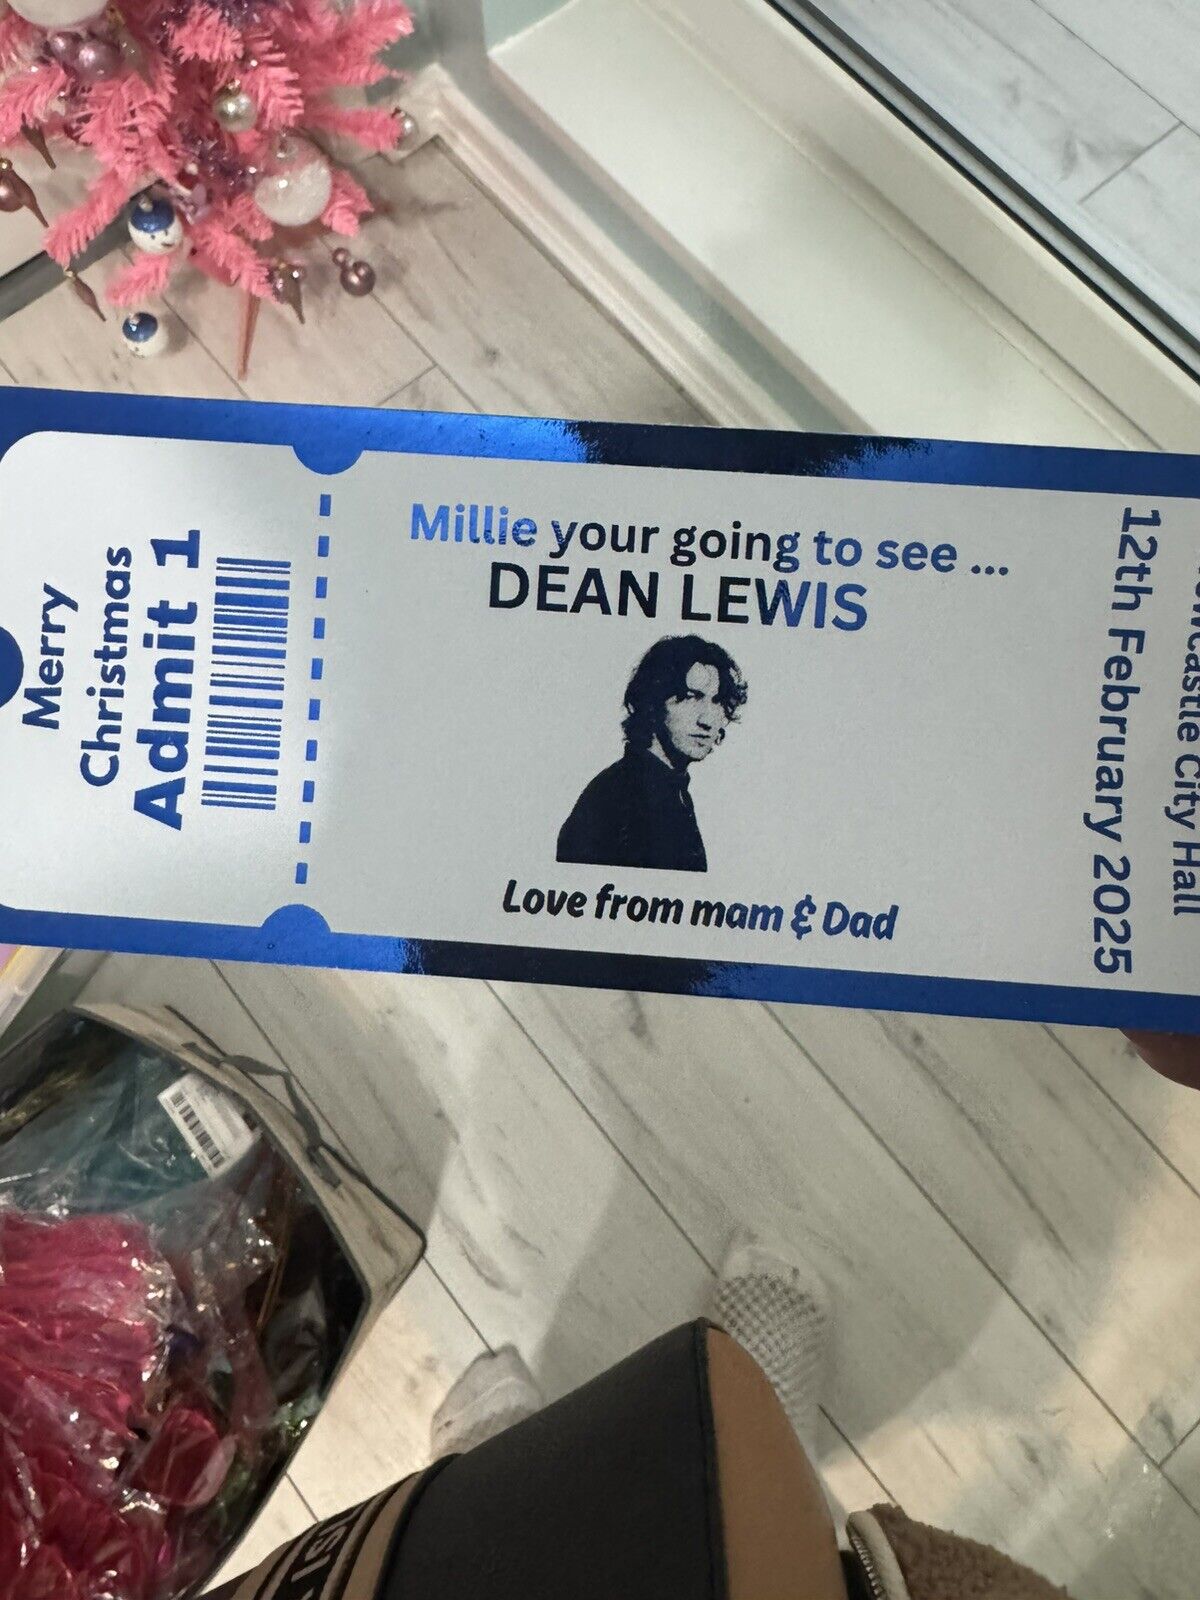 Merry
Christmas
Admit 1
Millie your going to see ...
DEAN LEWIS
Love from mam & Dad
City Hall
12th February 2025